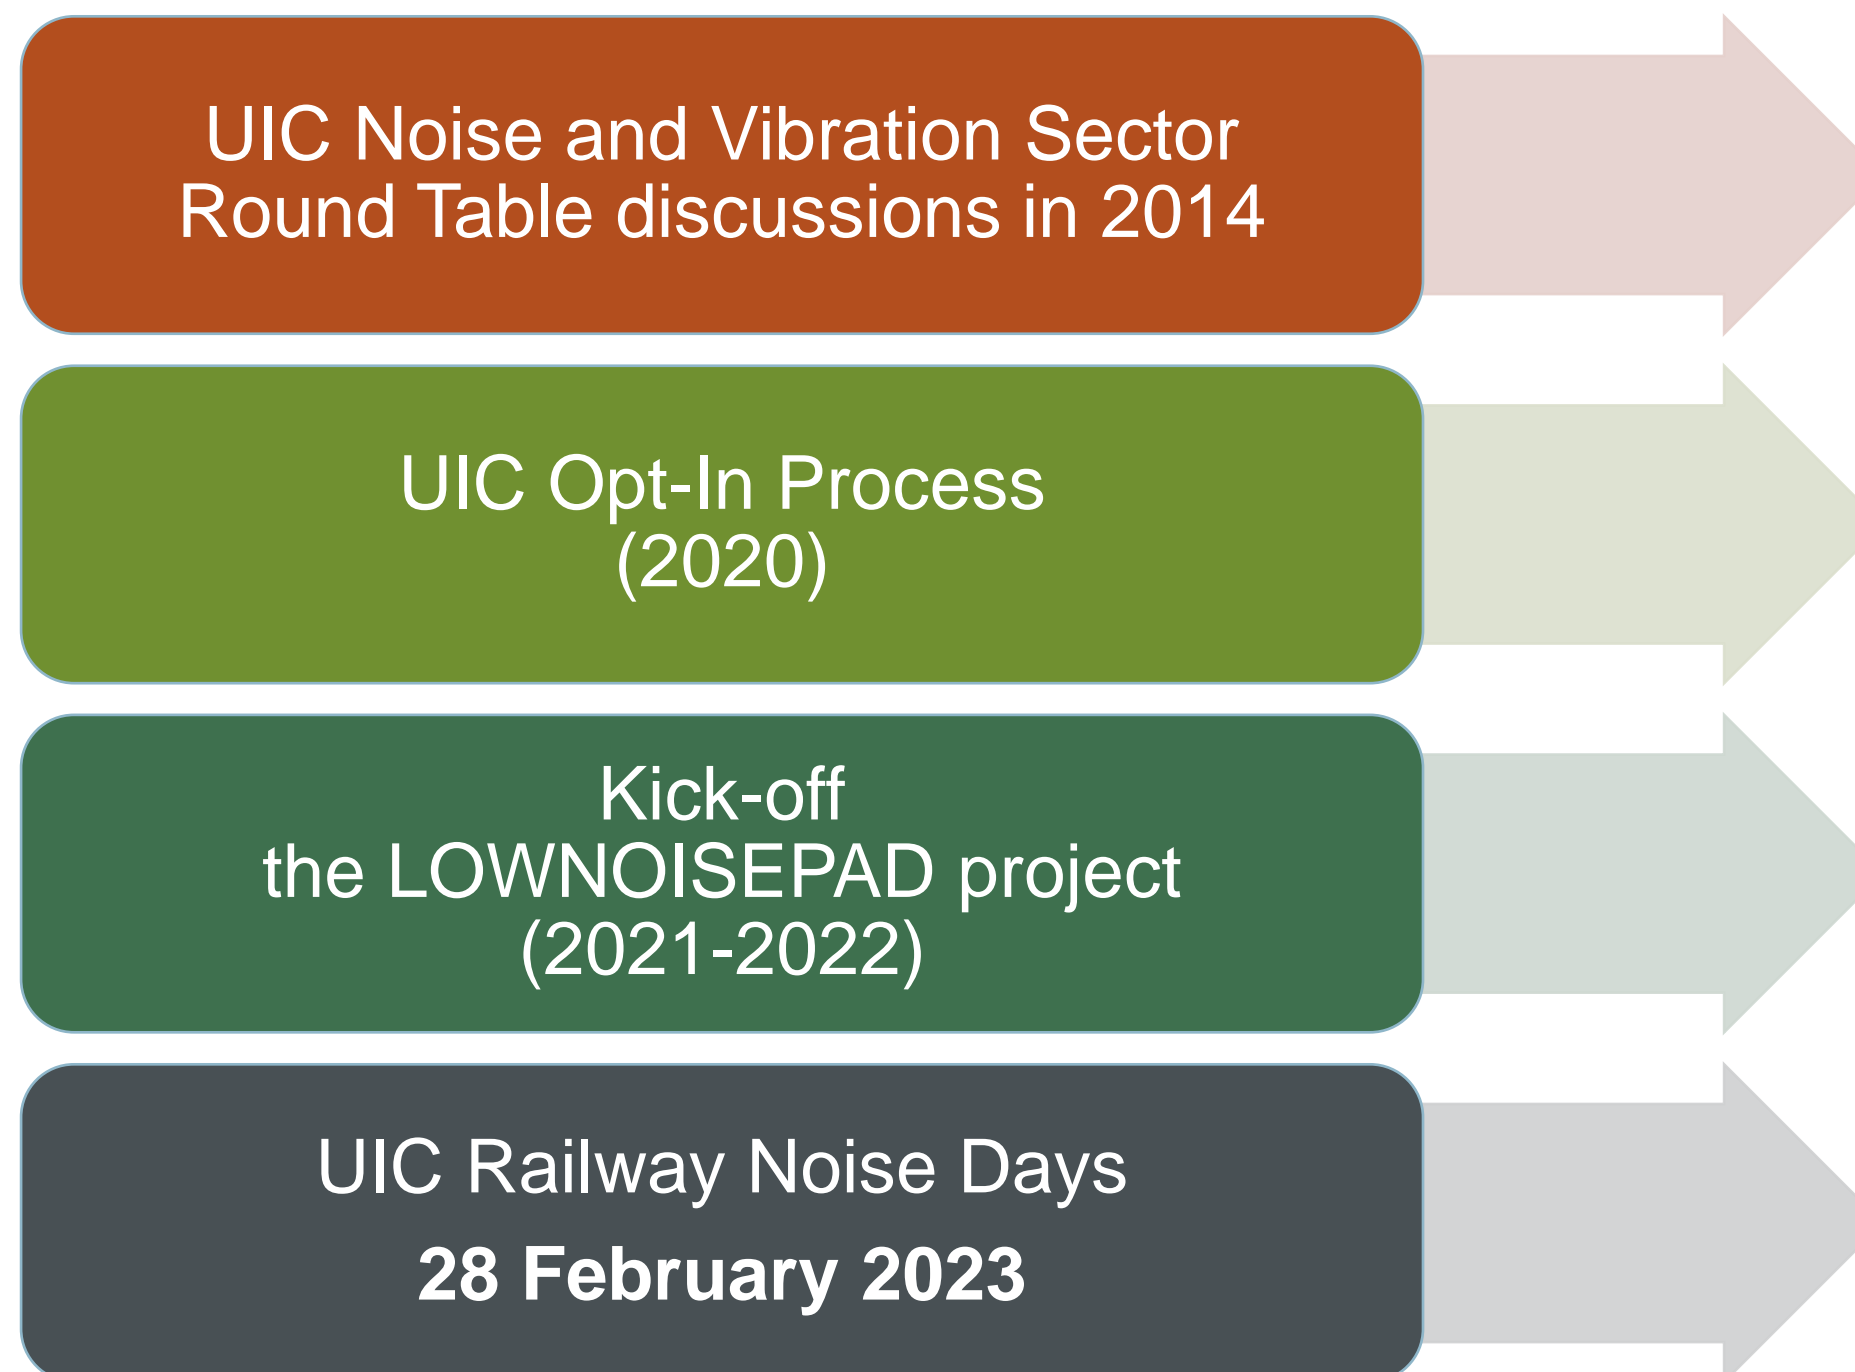 UIC Noise and Vibration Sector
Round Table discussions in 2014
UIC Opt-In Process
(2020)
Kick-off
the LOWNOISEPAD project
(2021-2022)
UIC Railway Noise Days
28 February 2023